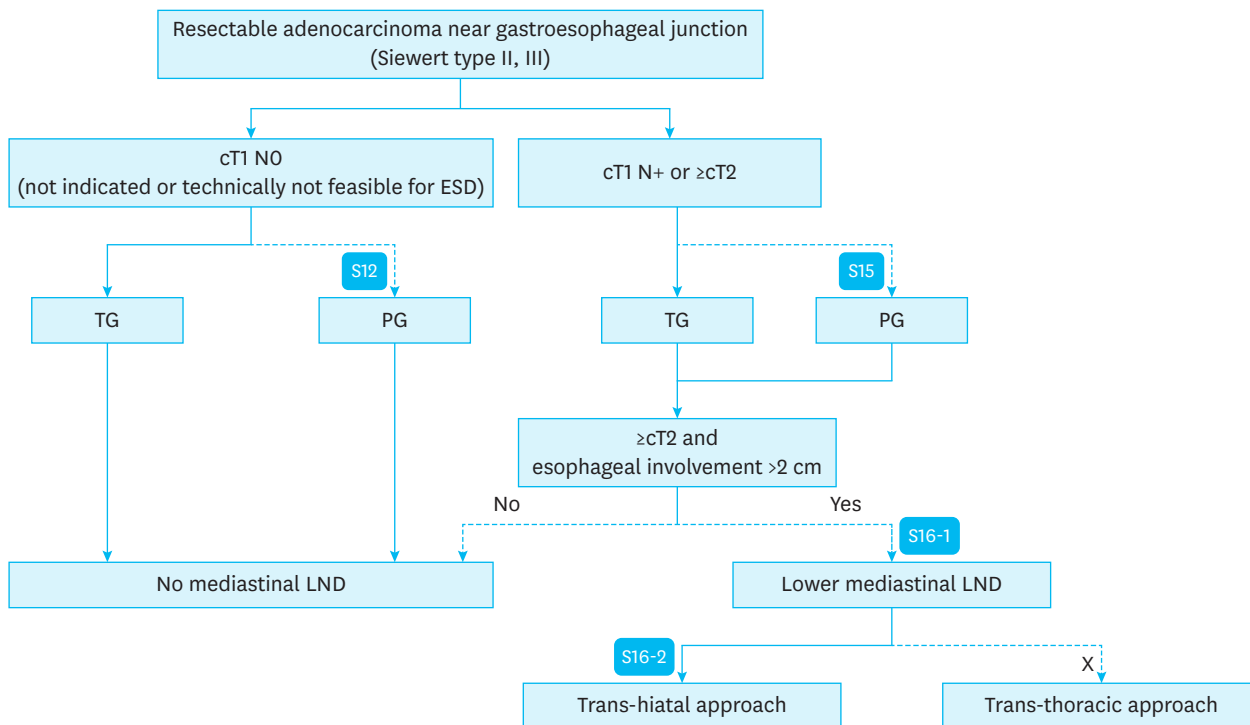 Resectable adenocarcinoma near gastroesophageal junction
(Siewert type II, III)
cT1 N0
(not indicated or technically not feasible for ESD)
cT1 N+ or ≥cT2
S12
S15
TG
PG
TG
PG
≥cT2 and
esophageal involvement >2 cm
No
Yes
S16-1
No mediastinal LND
Lower mediastinal LND
S16-2
X
Trans-hiatal approach
Trans-thoracic approach